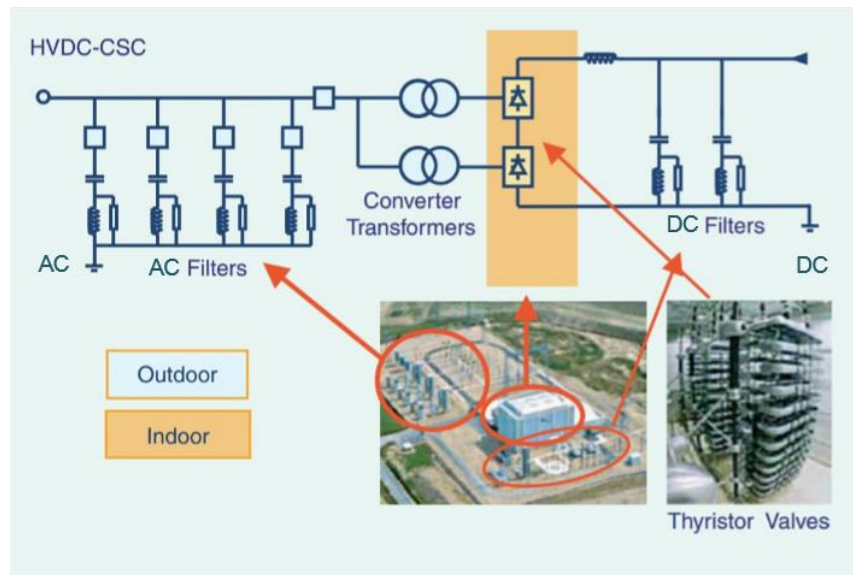 HVDC-CSC
Converter
Transformers
AC
AC Filters
DC Filters
DC
Outdoor
Indoor
Thyristor Valves